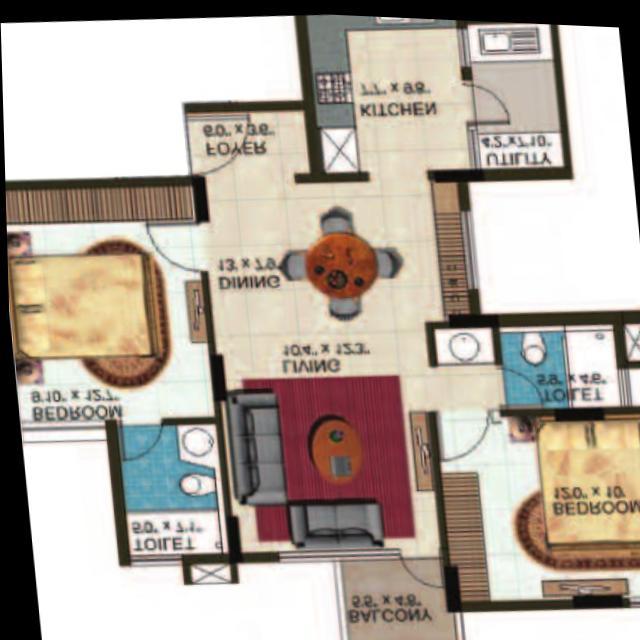 KITCHEN
7'.7" x 9'.8"
UTILITY
4'.2"x7'10"
FOYER
6'.0" x 3'.6"
DINING
13' x 7'.9"
LIVING
10'.4" x 12'.3"
TOILET
5'.9" x 4'.6"
BEDROOM
9'.10" x 12'.7"
BEDROOM
12'.0" x 10'
TOILET
5'.0" x 7'.1"
BALCONY
5'.5" x 4'.6"